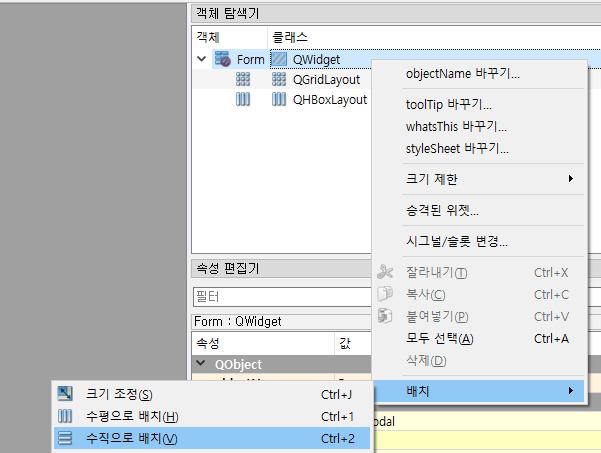 객체 탐색기
객체 클래스
Form QWidget
QGridLayout
QHBoxLayout
objectName 바꾸기...
toolTip 바꾸기...
whatsThis 바꾸기...
styleSheet 바꾸기...
크기 제한
승격된 위젯...
시그널/슬롯 변경...
잘라내기(T) Ctrl+X
복사(C) Ctrl+C
붙여넣기(P) Ctrl+V
모두 선택(A) Ctrl+A
삭제(D)
배치
속성 편집기
필터
Form : QWidget
속성 값
QObject
크기 조정(S) Ctrl+J
수평으로 배치(H) Ctrl+1
수직으로 배치(V) Ctrl+2
odal